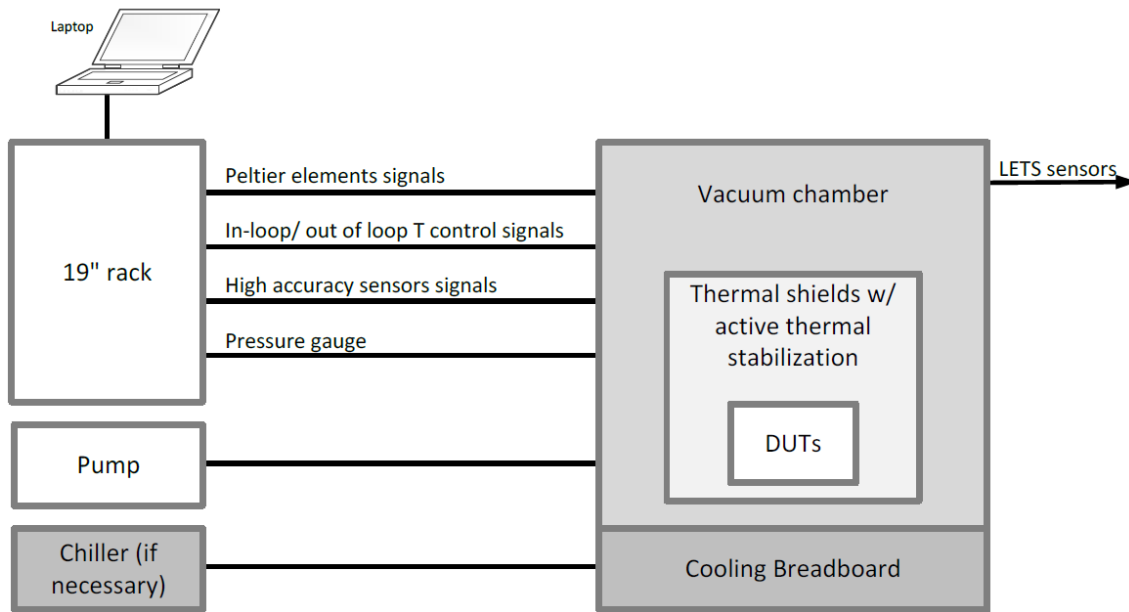 Laptop
19" rack
Peltier elements signals
In-loop/ out of loop T control signals
High accuracy sensors signals
Pressure gauge
Vacuum chamber
LETS sensors
Thermal shields w/
active thermal
stabilization
DUTs
Pump
Chiller (if
necessary)
Cooling Breadboard